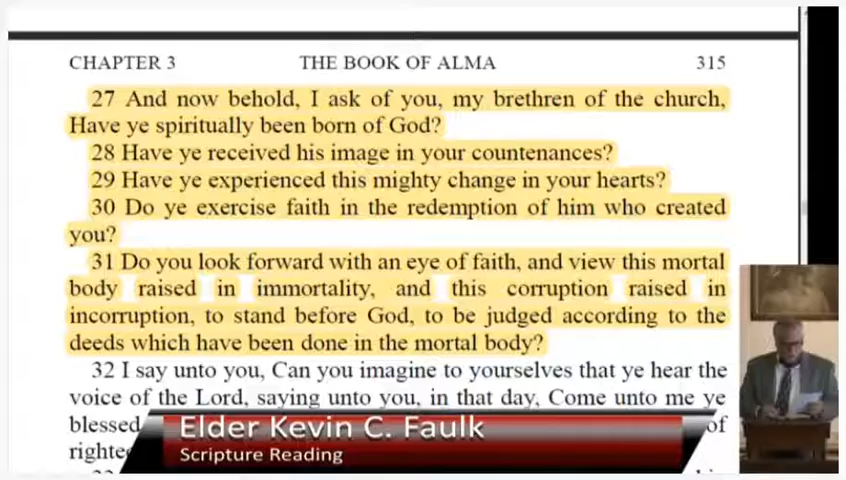 CHAPTER 3 THE BOOK OF ALMA 315
27 And now behold, I ask of you, my brethren of the church,
Have ye spiritually been born of God?
28 Have ye received his image in your countenances?
29 Have ye experienced this mighty change in your hearts?
30 Do ye exercise faith in the redemption of him who created
you?
31 Do you look forward with an eye of faith, and view this mortal
body raised in immortality, and this corruption raised in
incorruption, to stand before God, to be judged according to the
deeds which have been done in the mortal body?
32 I say unto you, Can you imagine to yourselves that ye hear the
voice of the Lord, saying unto you, in that day, Come unto me ye
blessed of
Elder Kevin C. Faulk
Scripture Reading